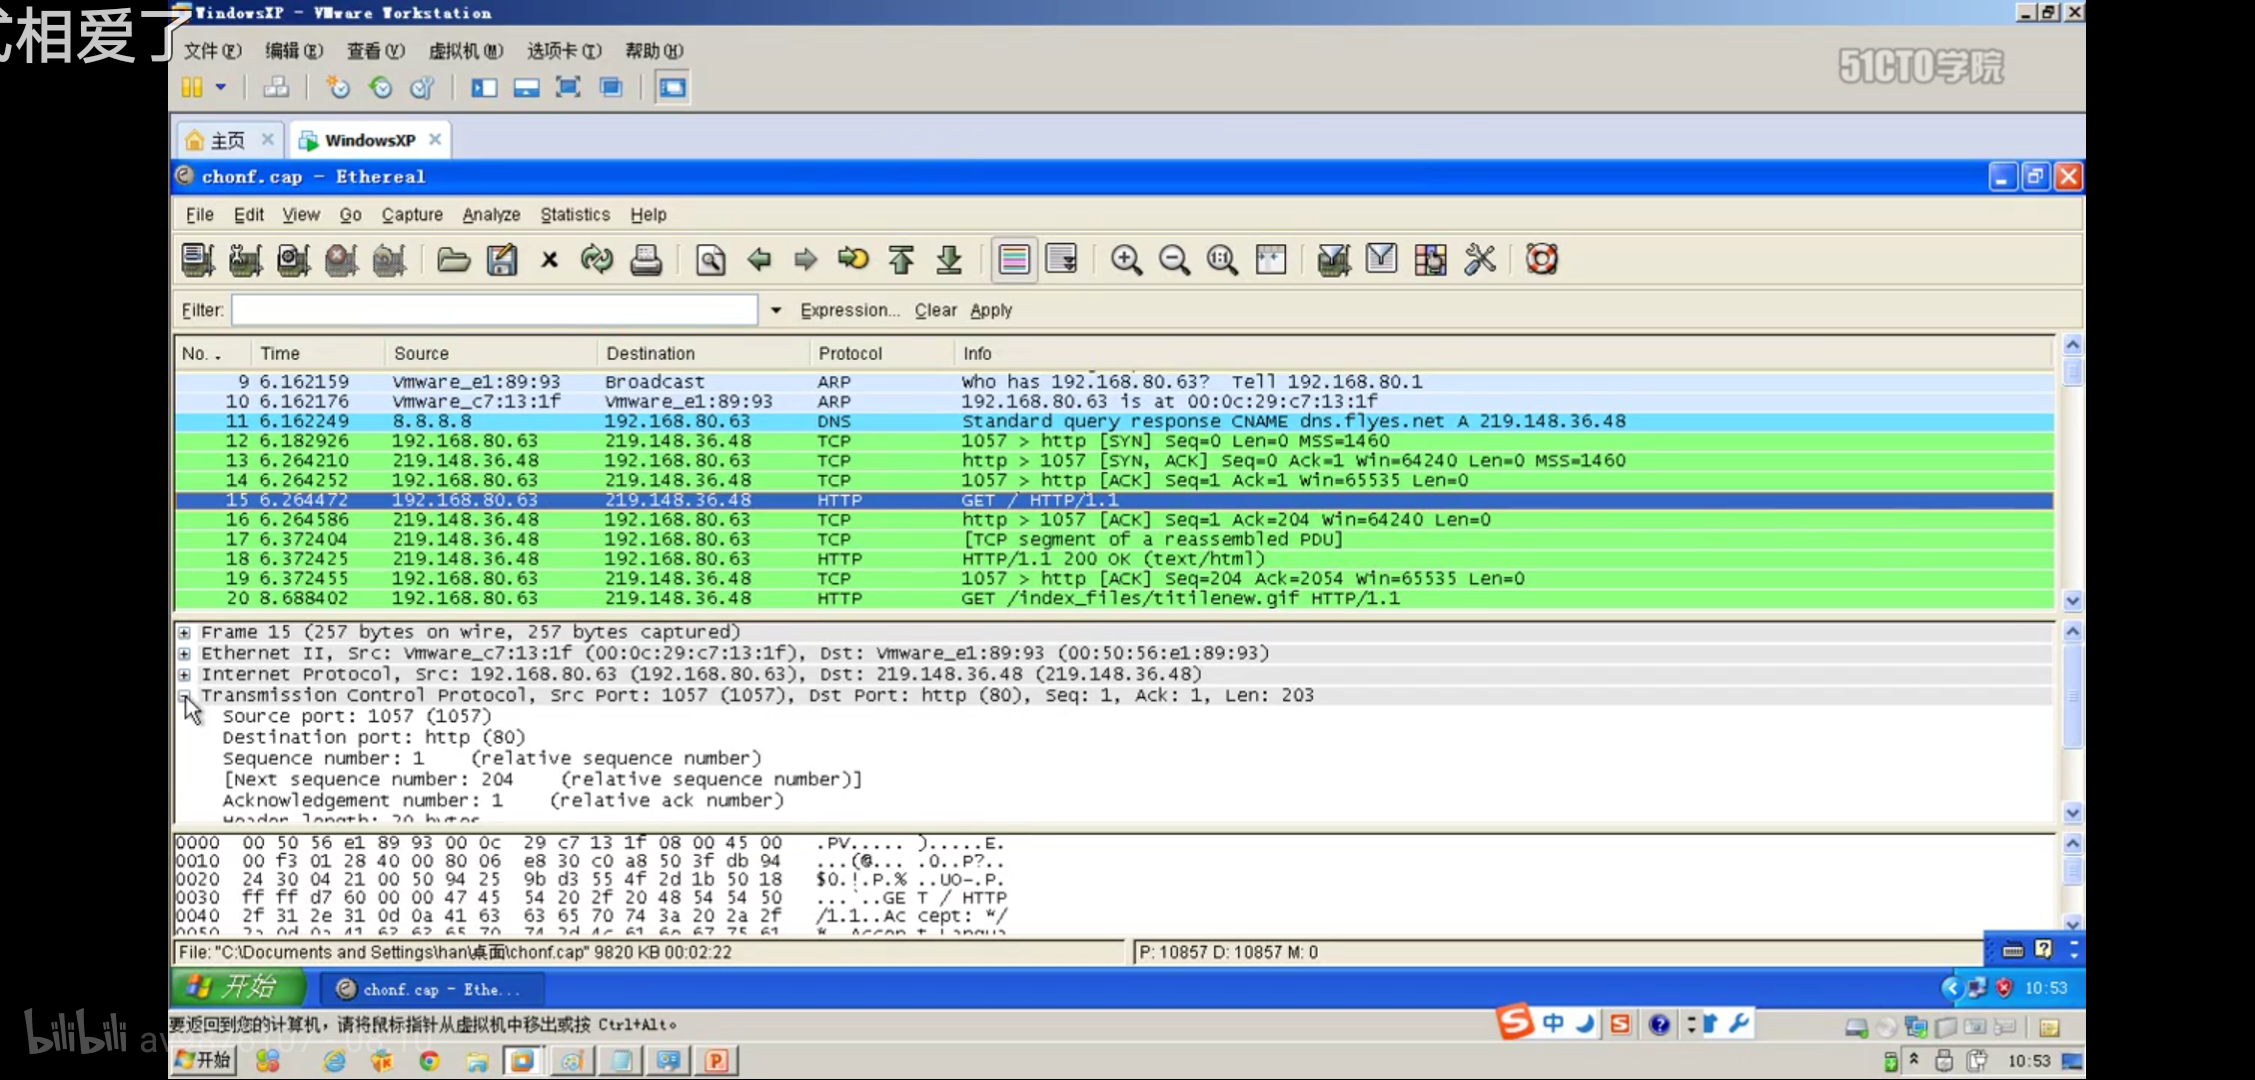 WindowsXP - VMware Workstation
相爱了
文件(F) 编辑(E) 查看(V) 虚拟机(M) 选项卡(T) 帮助(H)
51CTO学院
主页 WindowsXP
chonf.cap - Ethereal
File Edit View Go Capture Analyze Statistics Help
Filter: Expression... Clear Apply
No. . Time Source Destination Protocol Info
9 6.162159 Vmware_e1:89:93 Broadcast ARP who has 192.168.80.63? Tell 192.168.80.1
10 6.162176 Vmware_c7:13:1f Vmware_e1:89:93 ARP 192.168.80.63 is at 00:0c:29:c7:13:1f
11 6.162249 8.8.8.8 192.168.80.63 DNS Standard query response CNAME dns.flyes.net A 219.148.36.48
12 6.182926 192.168.80.63 219.148.36.48 TCP 1057 > http [SYN] Seq=0 Len=0 MSS=1460
13 6.264210 219.148.36.48 192.168.80.63 TCP http > 1057 [SYN, ACK] Seq=0 Ack=1 Win=64240 Len=0 MSS=1460
14 6.264252 192.168.80.63 219.148.36.48 TCP 1057 > http [ACK] Seq=1 Ack=1 Win=65535 Len=0
15 6.264472 192.168.80.63 219.148.36.48 HTTP GET / HTTP/1.1
16 6.264586 219.148.36.48 192.168.80.63 TCP http > 1057 [ACK] Seq=1 Ack=204 Win=64240 Len=0
17 6.372404 219.148.36.48 192.168.80.63 TCP [TCP segment of a reassembled PDU]
18 6.372425 219.148.36.48 192.168.80.63 HTTP HTTP/1.1 200 OK (text/html)
19 6.372455 192.168.80.63 219.148.36.48 TCP 1057 > http [ACK] Seq=204 Ack=2054 Win=65535 Len=0
20 8.688402 192.168.80.63 219.148.36.48 HTTP GET /index_files/titilenew.gif HTTP/1.1
Frame 15 (257 bytes on wire, 257 bytes captured)
Ethernet II, Src: Vmware_c7:13:1f (00:0c:29:c7:13:1f), Dst: Vmware_e1:89:93 (00:50:56:e1:89:93)
Internet Protocol, Src: 192.168.80.63 (192.168.80.63), Dst: 219.148.36.48 (219.148.36.48)
Transmission Control Protocol, Src Port: 1057 (1057), Dst Port: http (80), Seq: 1, Ack: 1, Len: 203
Source port: 1057 (1057)
Destination port: http (80)
Sequence number: 1 (relative sequence number)
[Next sequence number: 204 (relative sequence number)]
Acknowledgement number: 1 (relative ack number)
Header length: 20 bytes
0000 00 50 56 e1 89 93 00 0c 29 c7 13 1f 08 00 45 00 .PV..... ).....E.
0010 00 f3 01 28 40 00 80 06 e8 30 c0 a8 50 3f db 94 ...(@... .0..P?..
0020 24 30 04 21 00 50 94 25 9b d3 55 4f 2d 1b 50 18 $0.!.P.% ..UO-.P.
0030 ff ff d7 60 00 00 47 45 54 20 2f 20 48 54 54 50 ...`..GE T / HTTP
0040 2f 31 2e 31 0d 0a 41 63 63 65 70 74 3a 20 2a 2f /1.1..Ac cept: */
0050 2a 0d 0a 41 63 63 65 70 74 2d 4c 61 6e 67 75 61 *..Accep t-Langua
File: "C:\Documents and Settings\han\桌面\chonf.cap" 9820 KB 00:02:22 P: 10857 D: 10857 M: 0
开始 chonf.cap - Ethe... 10:53
要返回到您的计算机，请将鼠标指针从虚拟机中移出或按 Ctrl+Alt。
中
bilibili
开始 10:53